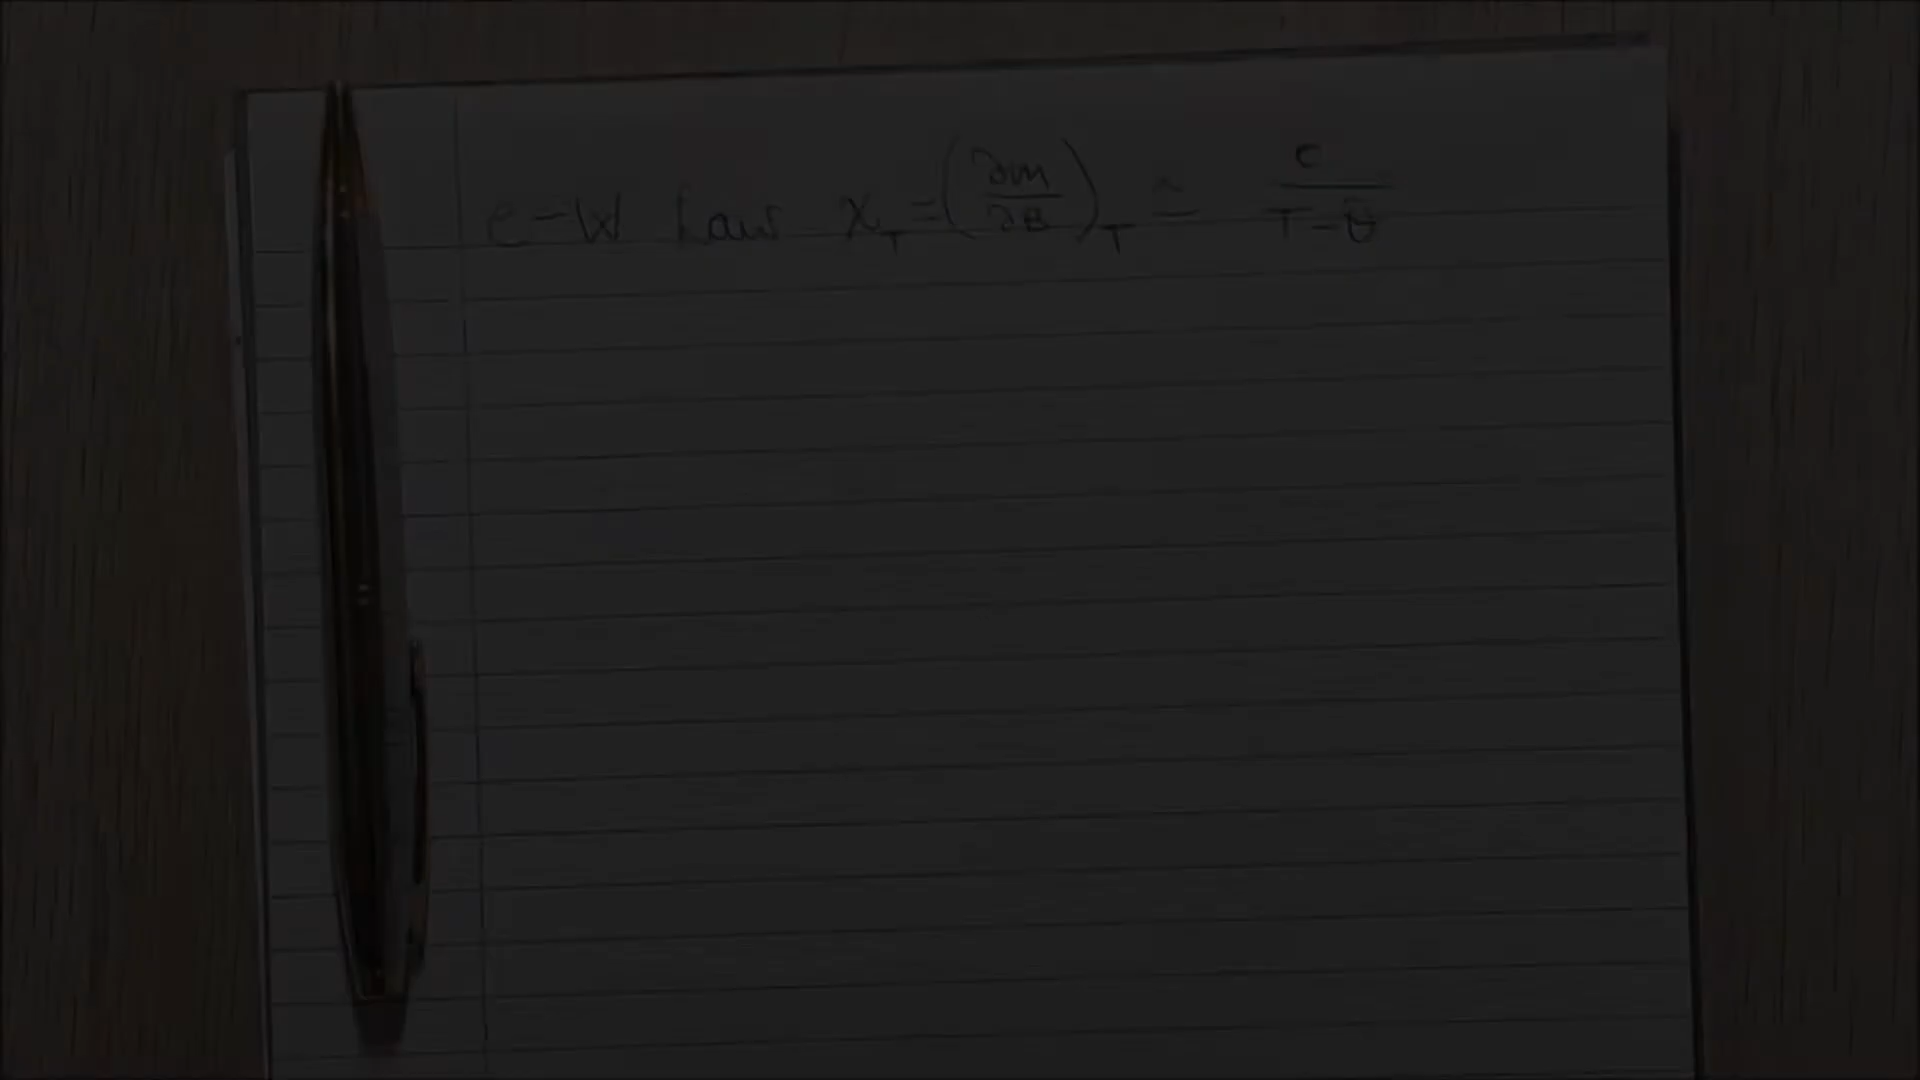 C-W Law χ_T = (∂m/∂B)_T = C/(T-θ)